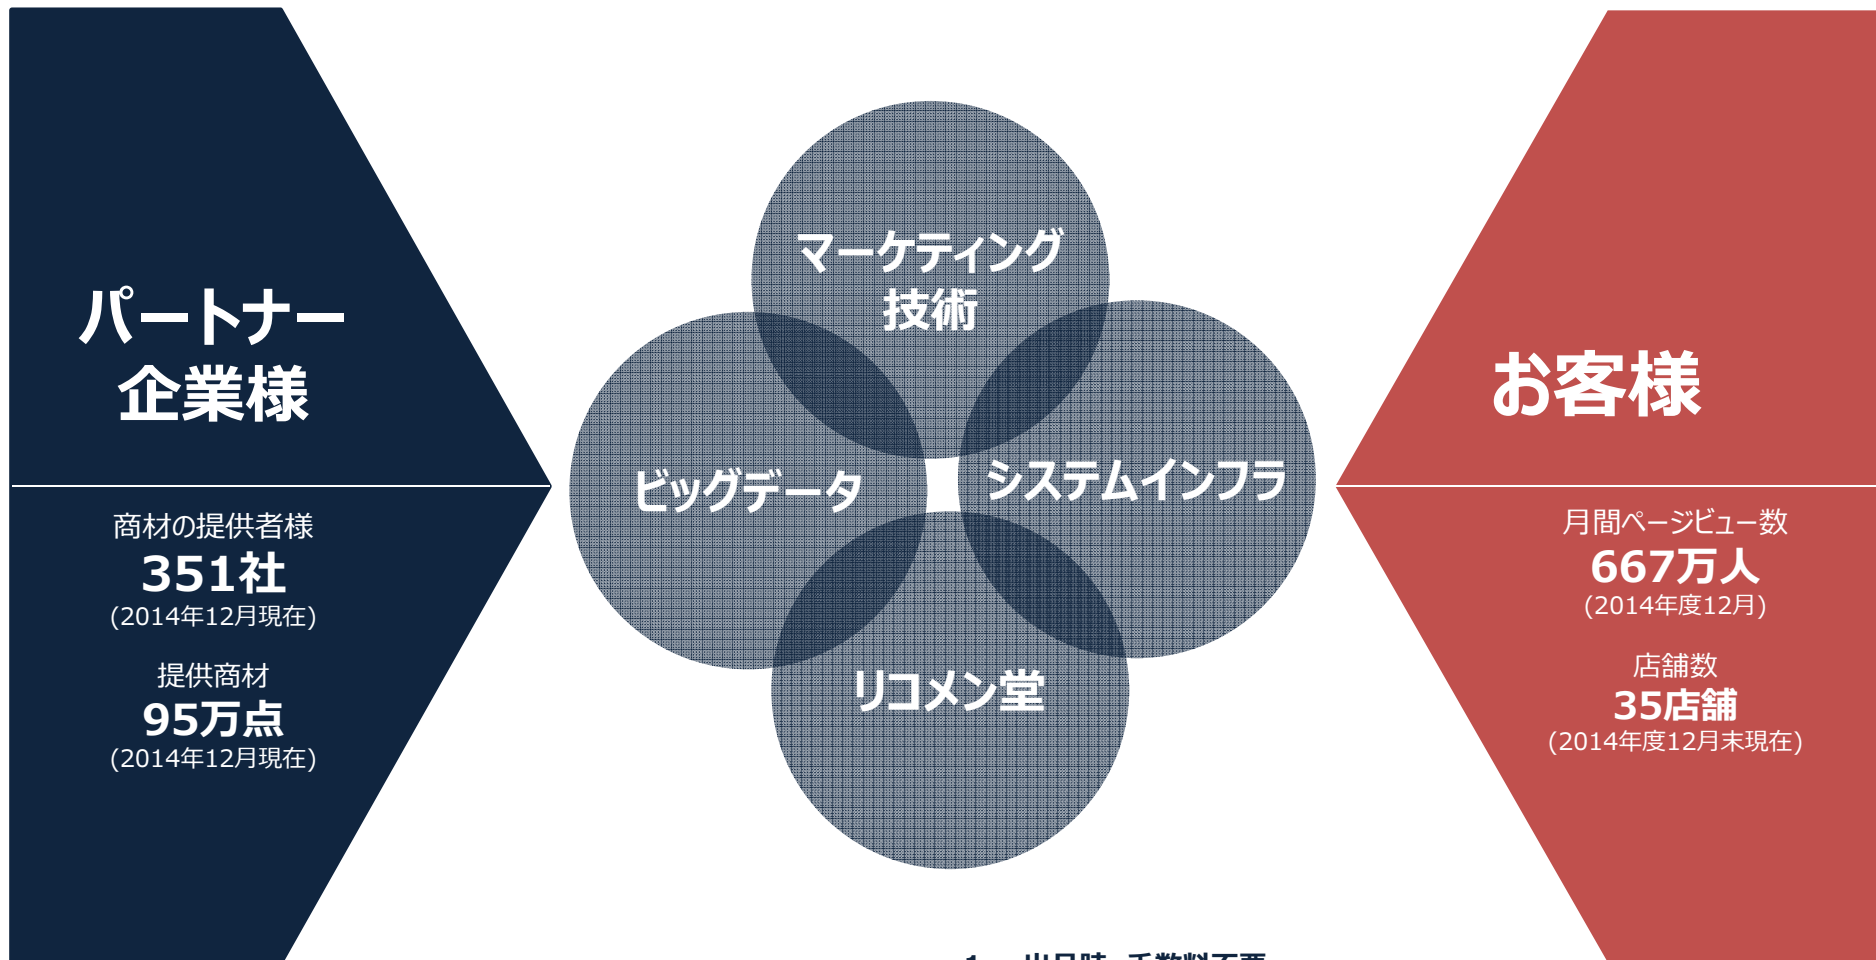 パートナー
企業様
商材の提供者様
351社
(2014年12月現在)
提供商材
95万点
(2014年12月現在)
マーケティング
技術
ビッグデータ
システムインフラ
リコメン堂
お客様
月間ページビュー数
667万人
(2014年度12月)
店舗数
35店舗
(2014年度12月末現在)